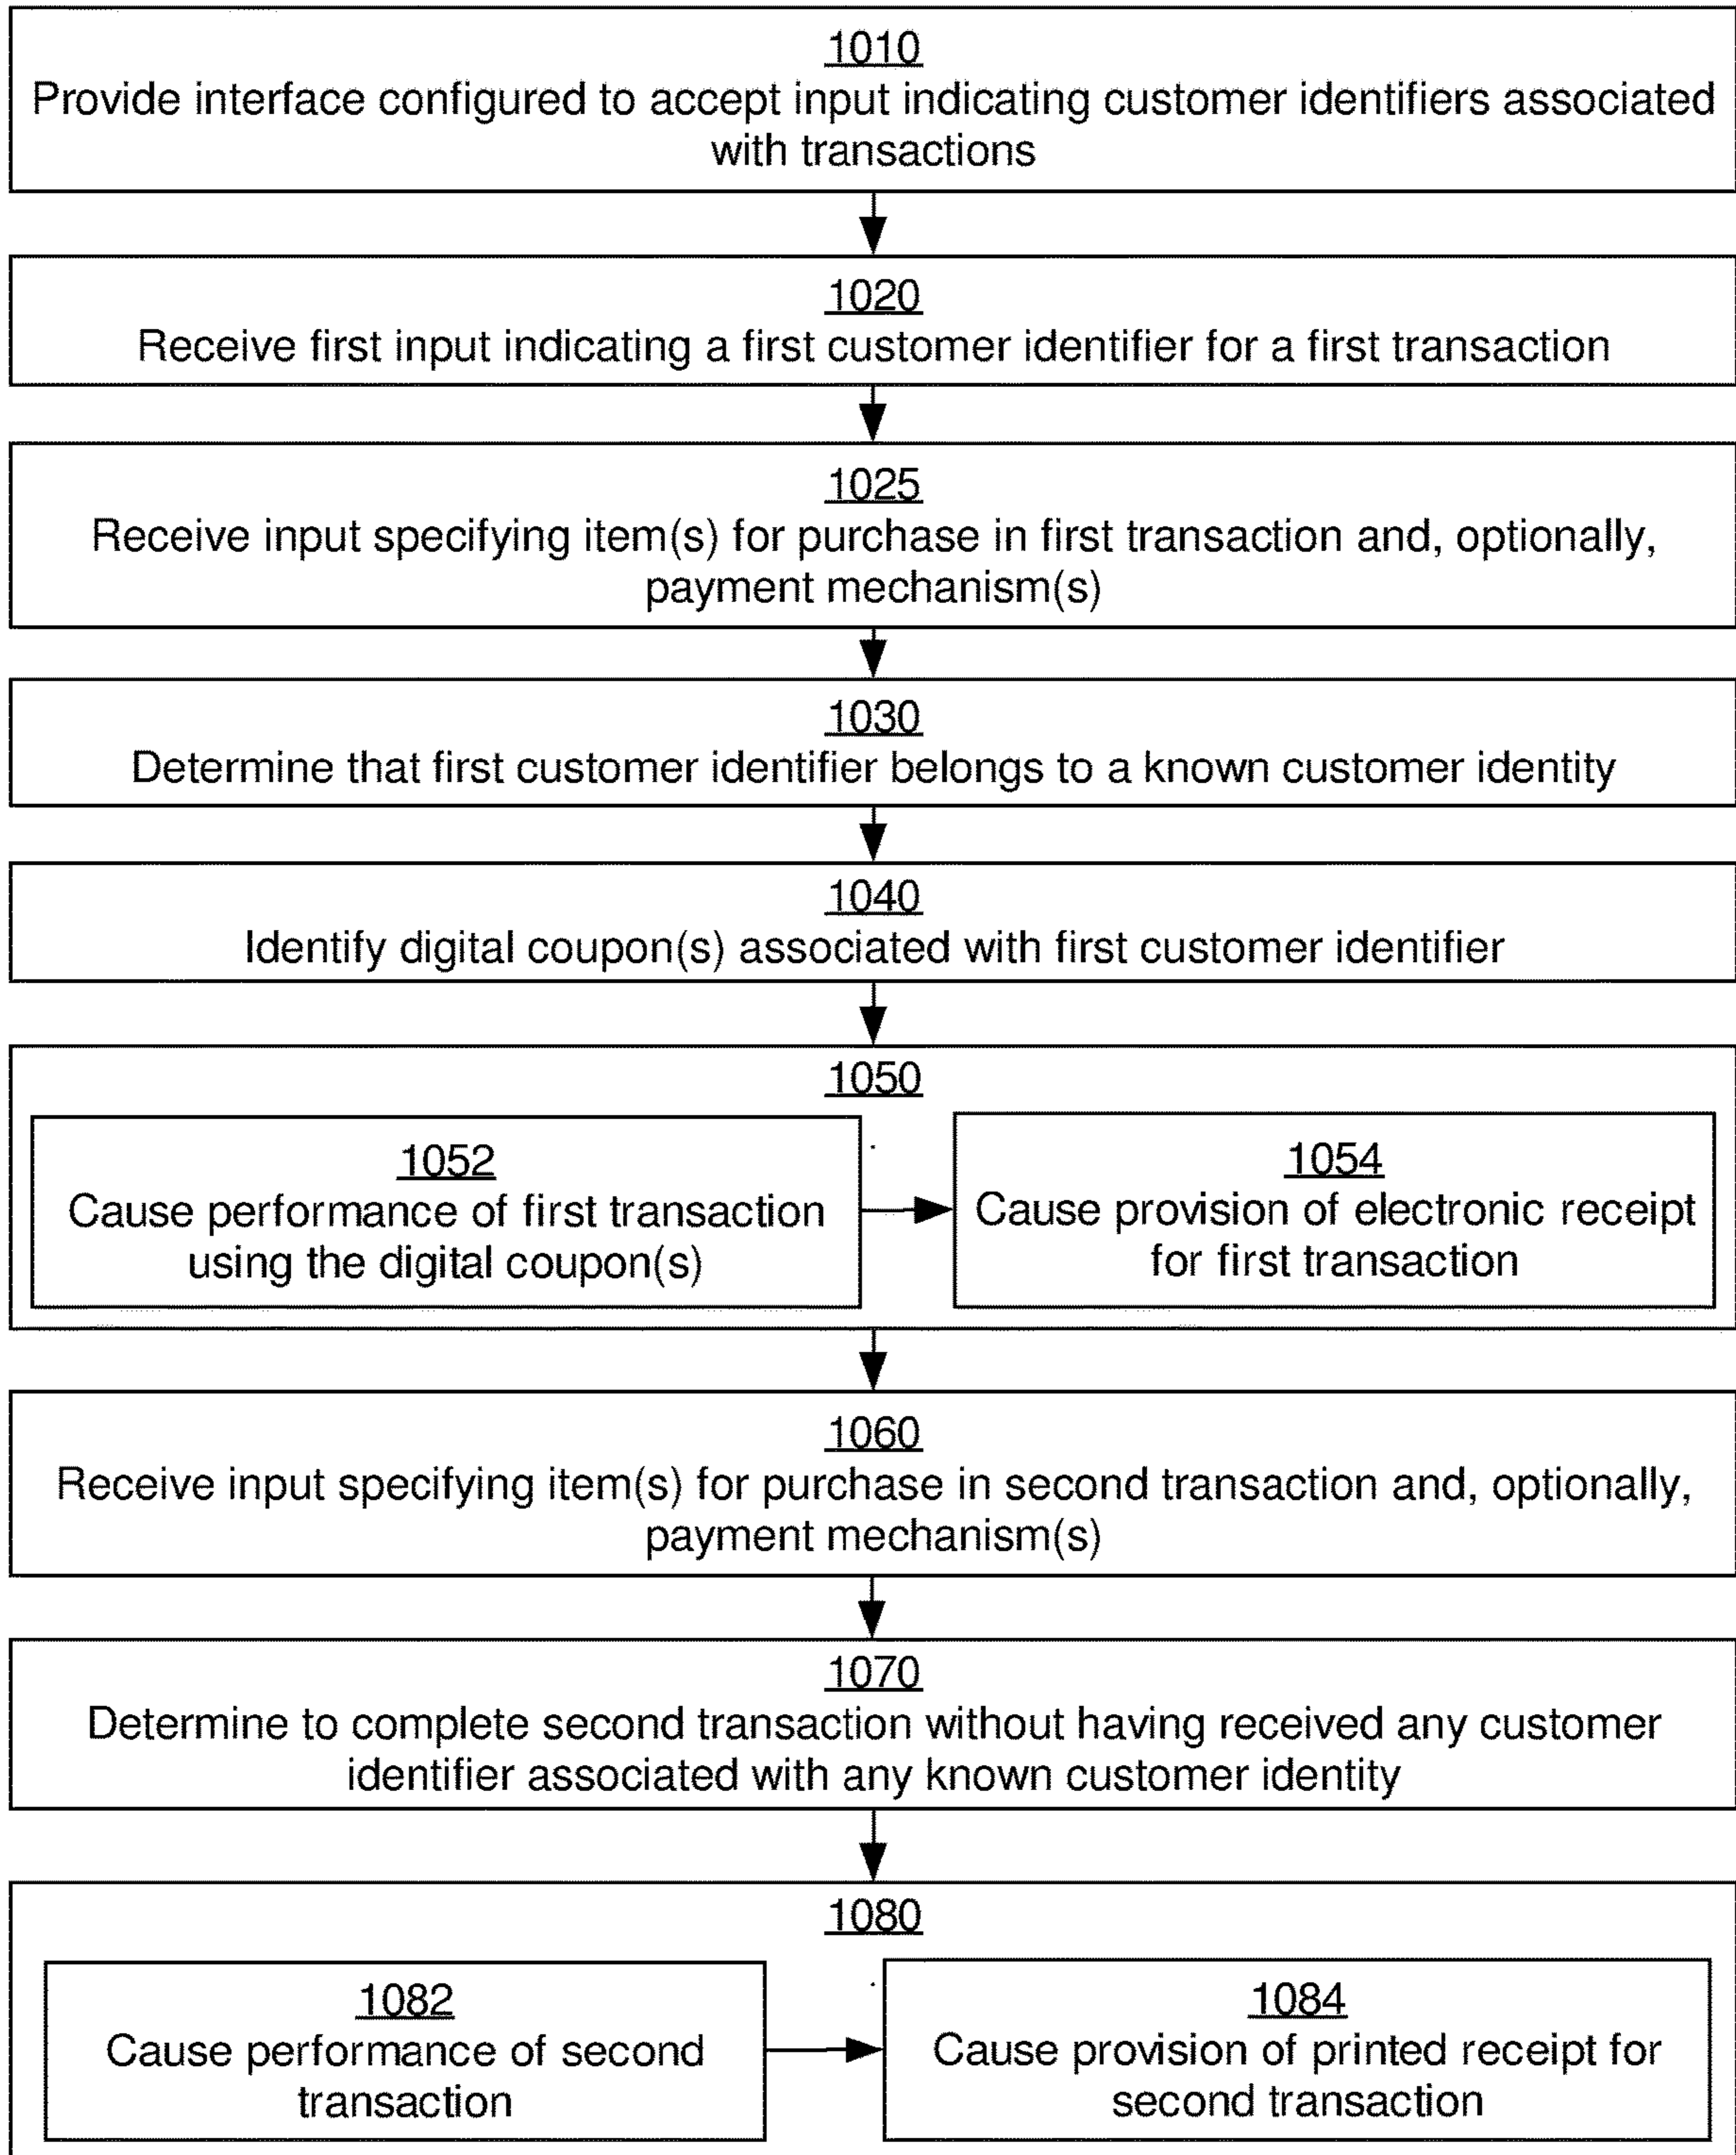 1010
Provide interface configured to accept input indicating customer identifiers associated
with transactions
1020
Receive first input indicating a first customer identifier for a first transaction
1025
Receive input specifying item(s) for purchase in first transaction and, optionally,
payment mechanism(s)
1030
Determine that first customer identifier belongs to a known customer identity
1040
Identify digital coupon(s) associated with first customer identifier
1050
1052
Cause performance of first transaction
using the digital coupon(s)
1054
Cause provision of electronic receipt
for first transaction
1060
Receive input specifying item(s) for purchase in second transaction and, optionally,
payment mechanism(s)
1070
Determine to complete second transaction without having received any customer
identifier associated with any known customer identity
1080
1082
Cause performance of second
transaction
1084
Cause provision of printed receipt for
second transaction